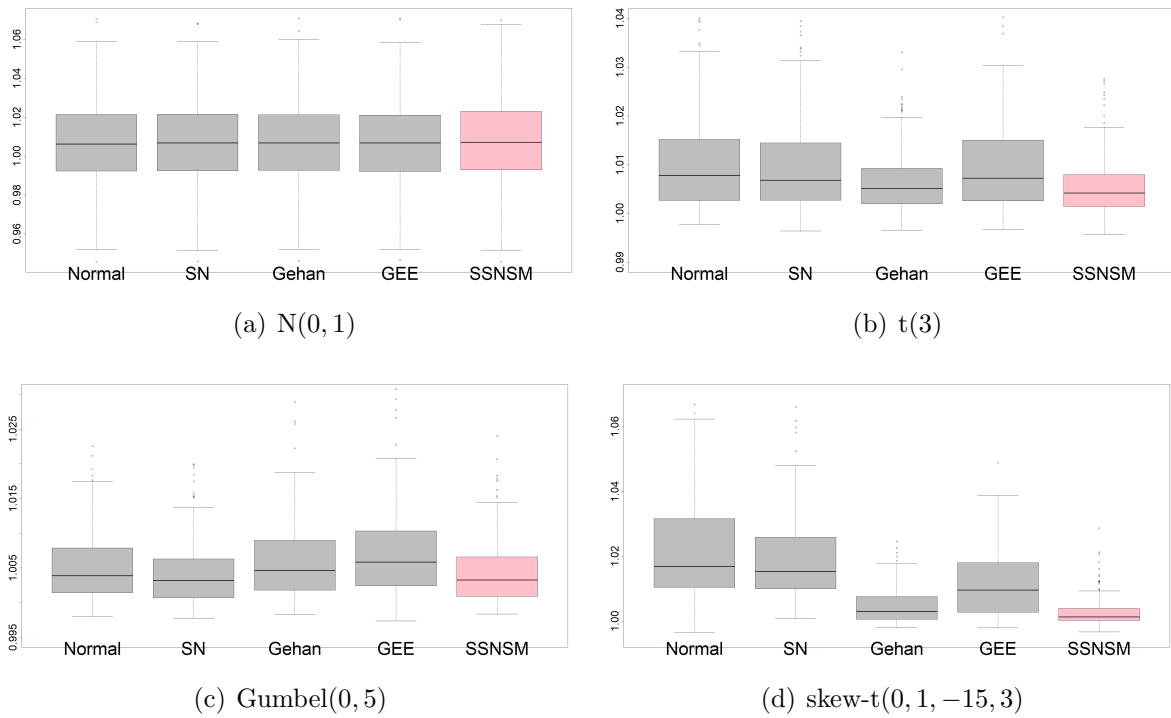 1.06
1.04
1.02
1.00
0.98
0.96
Normal SN Gehan GEE SSNSM
(a) N(0, 1)
1.04
1.03
1.02
1.01
1.00
0.99
Normal SN Gehan GEE SSNSM
(b) t(3)
1.025
1.015
1.005
0.995
Normal SN Gehan GEE SSNSM
(c) Gumbel(0, 5)
1.06
1.04
1.02
1.00
Normal SN Gehan GEE SSNSM
(d) skew-t(0, 1, −15, 3)